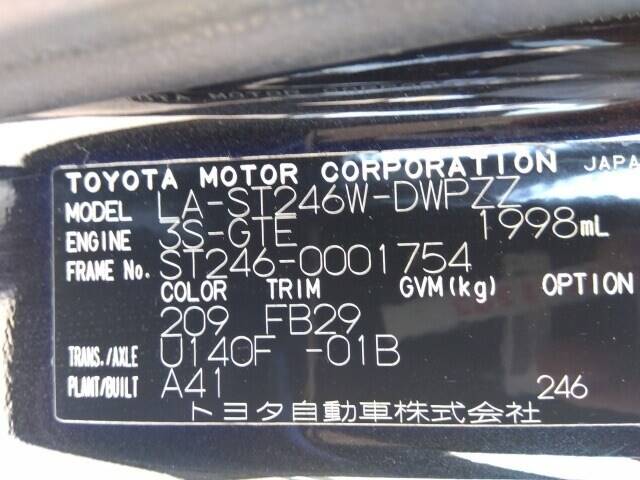 TOYOTA MOTOR CORPORATION JAPA
MODEL LA-ST246W-DWPZZ
ENGINE 3S-GTE 1998mL
FRAME No. ST246-0001754
COLOR TRIM GVM(kg) OPTION
209 FB29
TRANS./AXLE U140F -01B
PLANT/BUILT A41 246
トヨタ自動車株式会社